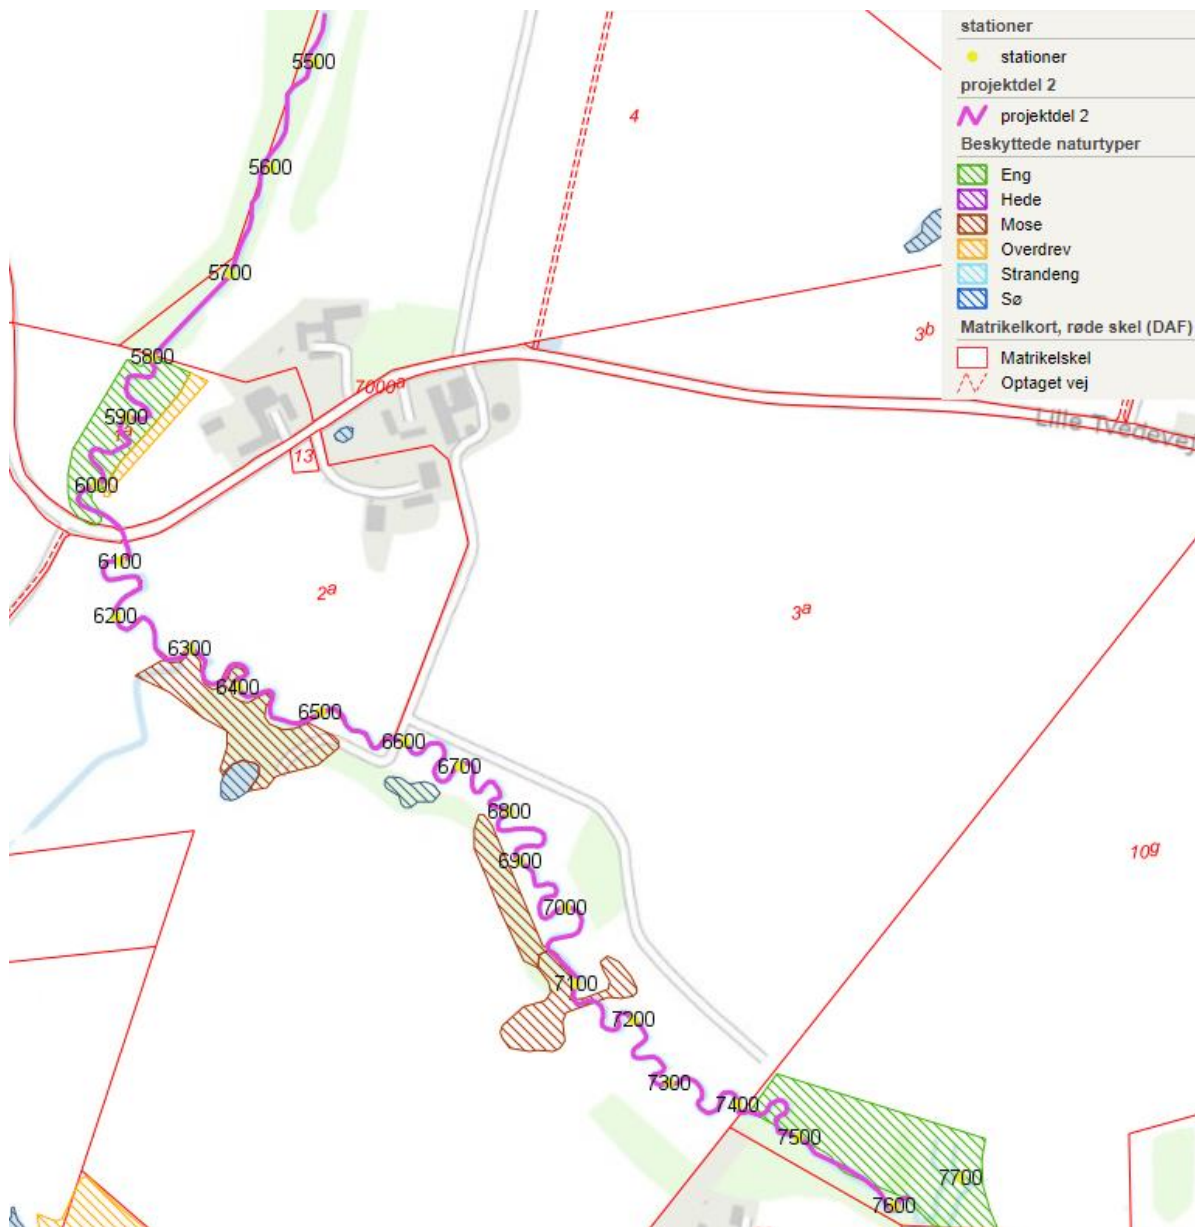 stationer
stationer
projektdel 2
projektdel 2
Beskyttede naturtyper
Eng
Hede
Mose
Overdrev
Strandeng
Sø
Matrikelkort, røde skel (DAF)
Matrikelskel
Optaget vej
5500
4
5600
5700
3b
5800
7000a
5900
Lille Tvedevej
13
6000
6100
2a
3a
6200
6300
6400
6500
6600
6700
6800
10g
6900
7000
7100
7200
7300
7400
7500
7700
7600